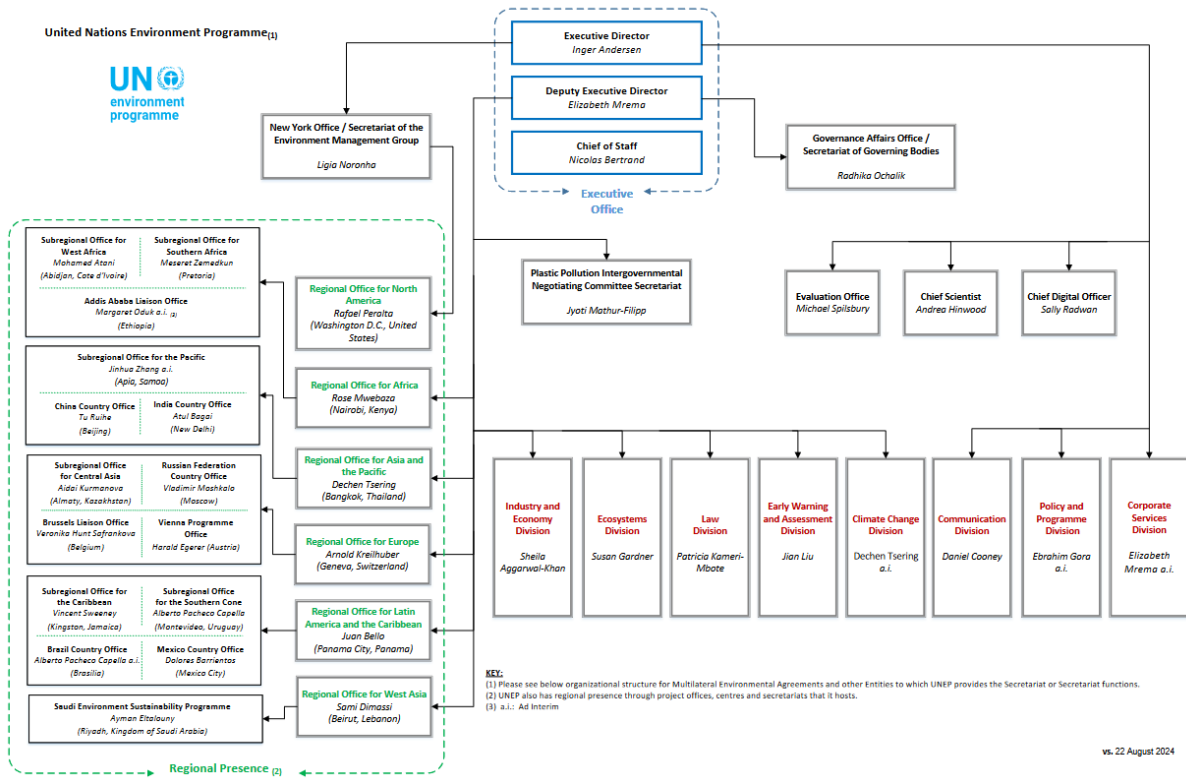 United Nations Environment Programme(1)
UN
environment
programme
Executive Director
Inger Andersen
Deputy Executive Director
Elizabeth Mrema
Chief of Staff
Nicolas Bertrand
Executive
Office
New York Office / Secretariat of the
Environment Management Group
Ligia Noronha
Governance Affairs Office /
Secretariat of Governing Bodies
Radhika Ochalik
Plastic Pollution Intergovernmental
Negotiating Committee Secretariat
Jyoti Mathur-Filipp
Evaluation Office
Michael Spilsbury
Chief Scientist
Andrea Hinwood
Chief Digital Officer
Sally Radwan
Subregional Office for
West Africa
Mohamed Atani
(Abidjan, Cote d'Ivoire)
Subregional Office for
Southern Africa
Meseret Zemedkun
(Pretoria)
Addis Ababa Liaison Office
Margaret Oduk a.i. (3)
(Ethiopia)
Regional Office for North
America
Rafael Peralta
(Washington D.C., United
States)
Subregional Office for the Pacific
Jinhua Zhang a.i.
(Apia, Samoa)
China Country Office
Tu Ruihe
(Beijing)
India Country Office
Atul Bagai
(New Delhi)
Regional Office for Africa
Rose Mwebaza
(Nairobi, Kenya)
Subregional Office
for Central Asia
Aidai Kurmanova
(Almaty, Kazakhstan)
Russian Federation
Country Office
Vladimir Moshkalo
(Moscow)
Brussels Liaison Office
Veronika Hunt Safrankova
(Belgium)
Vienna Programme
Office
Harald Egerer (Austria)
Regional Office for Asia and
the Pacific
Dechen Tsering
(Bangkok, Thailand)
Regional Office for Europe
Arnold Kreilhuber
(Geneva, Switzerland)
Subregional Office for
the Caribbean
Vincent Sweeney
(Kingston, Jamaica)
Subregional Office
for the Southern Cone
Alberto Pacheco Capella
(Montevideo, Uruguay)
Brazil Country Office
Alberto Pacheco Capella a.i.
(Brasilia)
Mexico Country Office
Dolores Barrientos
(Mexico City)
Regional Office for Latin
America and the Caribbean
Juan Bello
(Panama City, Panama)
Saudi Environment Sustainability Programme
Ayman Eltalouny
(Riyadh, Kingdom of Saudi Arabia)
Regional Office for West Asia
Sami Dimassi
(Beirut, Lebanon)
Regional Presence (2)
Industry and
Economy
Division
Sheila
Aggarwal-Khan
Ecosystems
Division
Susan Gardner
Law
Division
Patricia Kameri-
Mbote
Early Warning
and Assessment
Division
Jian Liu
Climate Change
Division
Dechen Tsering
a.i.
Communication
Division
Daniel Cooney
Policy and
Programme
Division
Ebrahim Gora
a.i.
Corporate
Services
Division
Elizabeth
Mrema a.i.
KEY:
(1) Please see below organizational structure for Multilateral Environmental Agreements and other Entities to which UNEP provides the Secretariat or Secretariat functions.
(2) UNEP also has regional presence through project offices, centres and secretariats that it hosts.
(3) a.i.: Ad Interim
vs. 22 August 2024